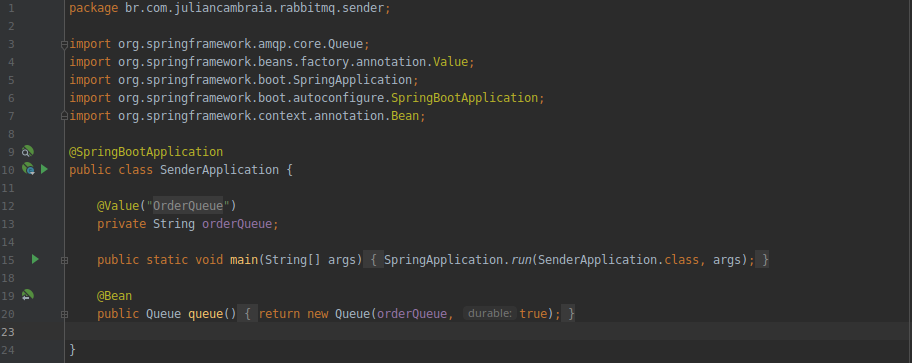 1 package br.com.juliancambraia.rabbitmq.sender;
2
3 import org.springframework.amqp.core.Queue;
4 import org.springframework.beans.factory.annotation.Value;
5 import org.springframework.boot.SpringApplication;
6 import org.springframework.boot.autoconfigure.SpringBootApplication;
7 import org.springframework.context.annotation.Bean;
8
9 @SpringBootApplication
10 public class SenderApplication {
11
12 @Value("OrderQueue")
13 private String orderQueue;
14
15 public static void main(String[] args) { SpringApplication.run(SenderApplication.class, args); }
18
19 @Bean
20 public Queue queue() { return new Queue(orderQueue, durable: true); }
23
24 }